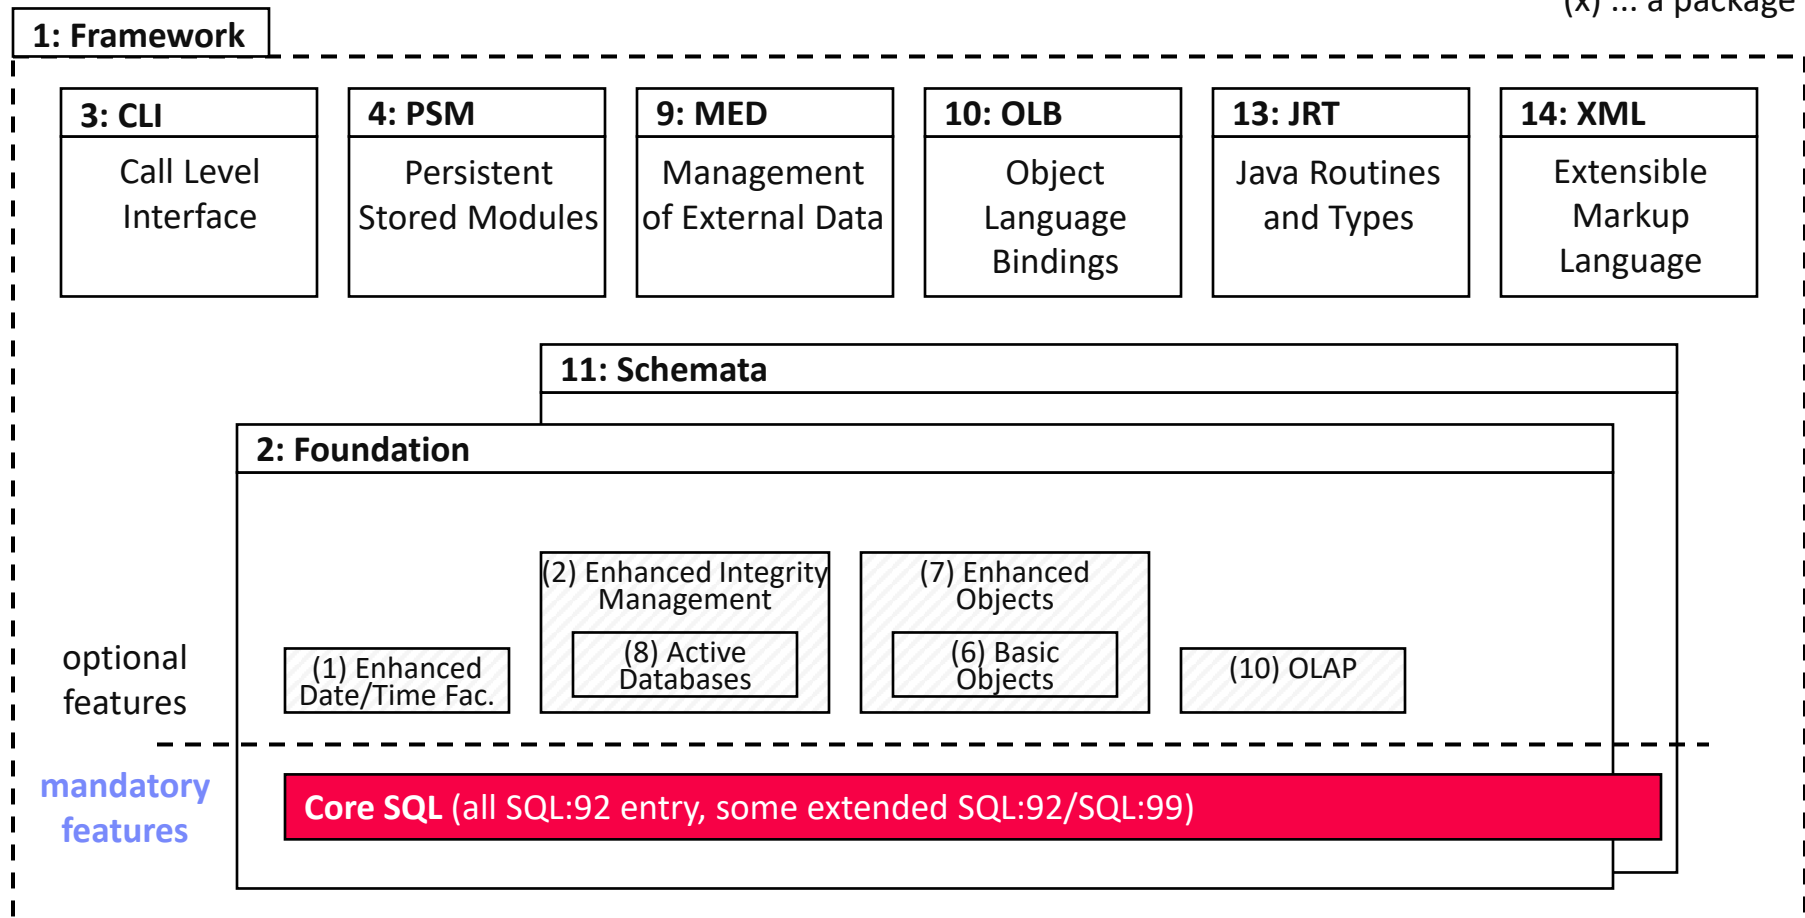 (x) ... a package
1: Framework
3: CLI
Call Level
Interface
4: PSM
Persistent
Stored Modules
9: MED
Management
of External Data
10: OLB
Object
Language
Bindings
13: JRT
Java Routines
and Types
14: XML
Extensible
Markup
Language
11: Schemata
2: Foundation
(2) Enhanced Integrity
Management
(8) Active
Databases
(7) Enhanced
Objects
(6) Basic
Objects
optional
features
(1) Enhanced
Date/Time Fac.
(10) OLAP
mandatory
features
Core SQL (all SQL:92 entry, some extended SQL:92/SQL:99)